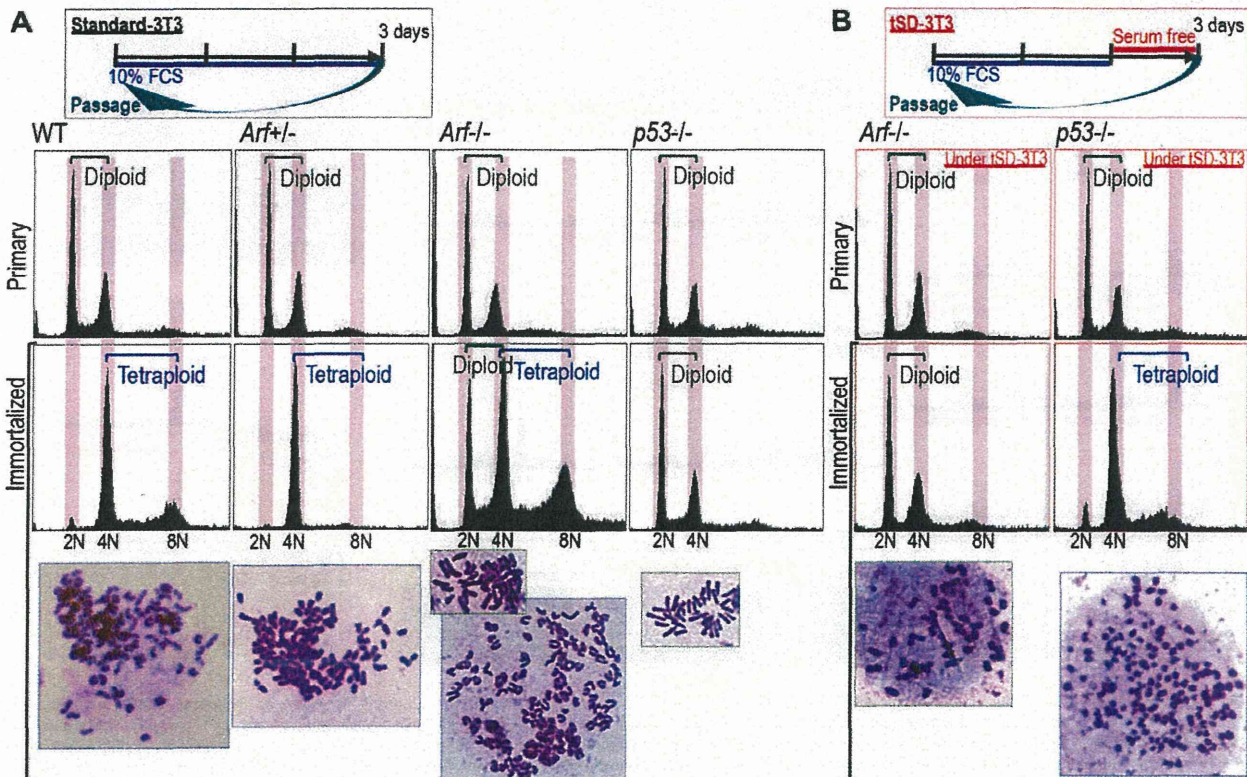 A
Standard-3T3
3 days
10% FCS
Passage
WT
Arf+/-
Arf-/-
p53-/-
Primary
Diploid
Diploid
Diploid
Diploid
Immortalized
Tetraploid
Tetraploid
Diploid
Tetraploid
Diploid
2N 4N 8N
2N 4N 8N
2N 4N 8N
2N 4N 8N
B
tSD-3T3
Serum free
3 days
10% FCS
Passage
Arf-/-
p53-/-
Primary
Under tSD-3T3
Diploid
Under tSD-3T3
Diploid
Immortalized
Diploid
Tetraploid
2N 4N 8N
2N 4N 8N